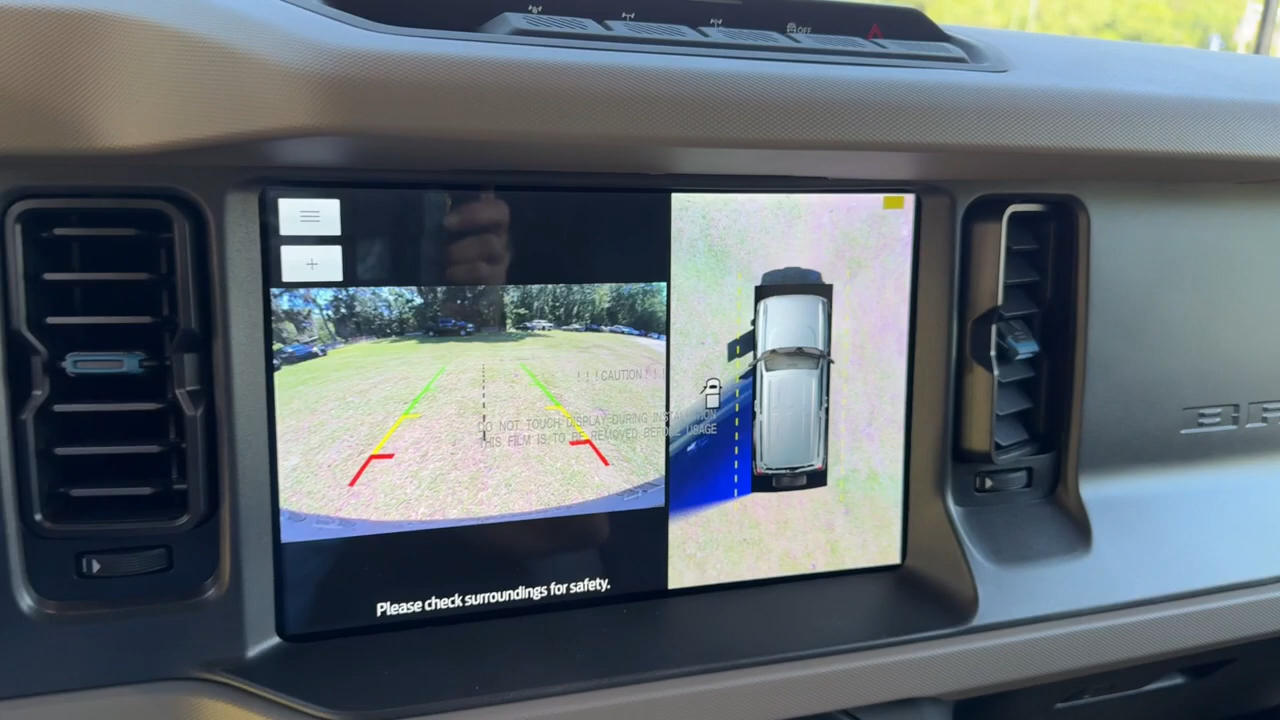 OFF
! ! ! CAUTION ! ! !
DO NOT TOUCH DISPLAY DURING INSTALLATION
THIS FILM IS TO BE REMOVED BEFORE USAGE
Please check surroundings for safety.